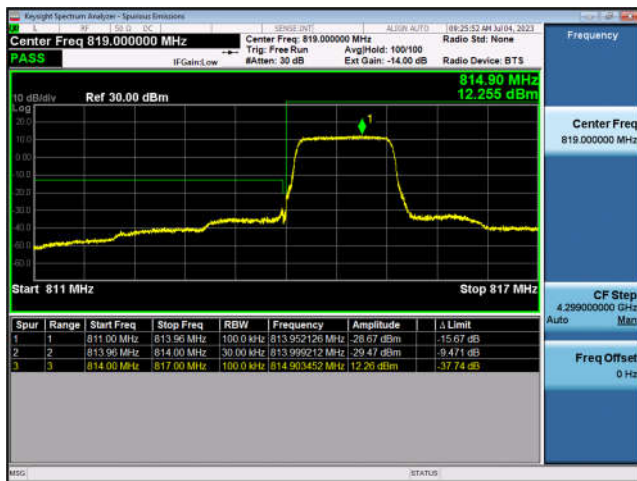 Keysight Spectrum Analyzer - Spurious Emissions
L RF 50 Ω DC SENSE:INT ALIGN AUTO 09:25:52 AM Jul 04, 2023
Center Freq 819.000000 MHz Center Freq: 819.000000 MHz Radio Std: None Frequency
Trig: Free Run Avg|Hold: 100/100
PASS IFGain:Low #Atten: 30 dB Ext Gain: -14.00 dB Radio Device: BTS
814.90 MHz
12.255 dBm
10 dB/div Ref 30.00 dBm
Log
20.0
10.0
0.00
-10.0
-20.0
-30.0
-40.0
-50.0
-60.0
1
Start 811 MHz Stop 817 MHz
Center Freq
819.000000 MHz
CF Step
4.299000000 GHz
Auto Man
Freq Offset
0 Hz
Spur Range Start Freq Stop Freq RBW Frequency Amplitude Δ Limit
1 1 811.00 MHz 813.96 MHz 100.0 kHz 813.952126 MHz -28.67 dBm -15.67 dB
2 2 813.96 MHz 814.00 MHz 30.00 kHz 813.999212 MHz -29.47 dBm -9.471 dB
3 3 814.00 MHz 817.00 MHz 100.0 kHz 814.903452 MHz 12.26 dBm -37.74 dB
MSG STATUS